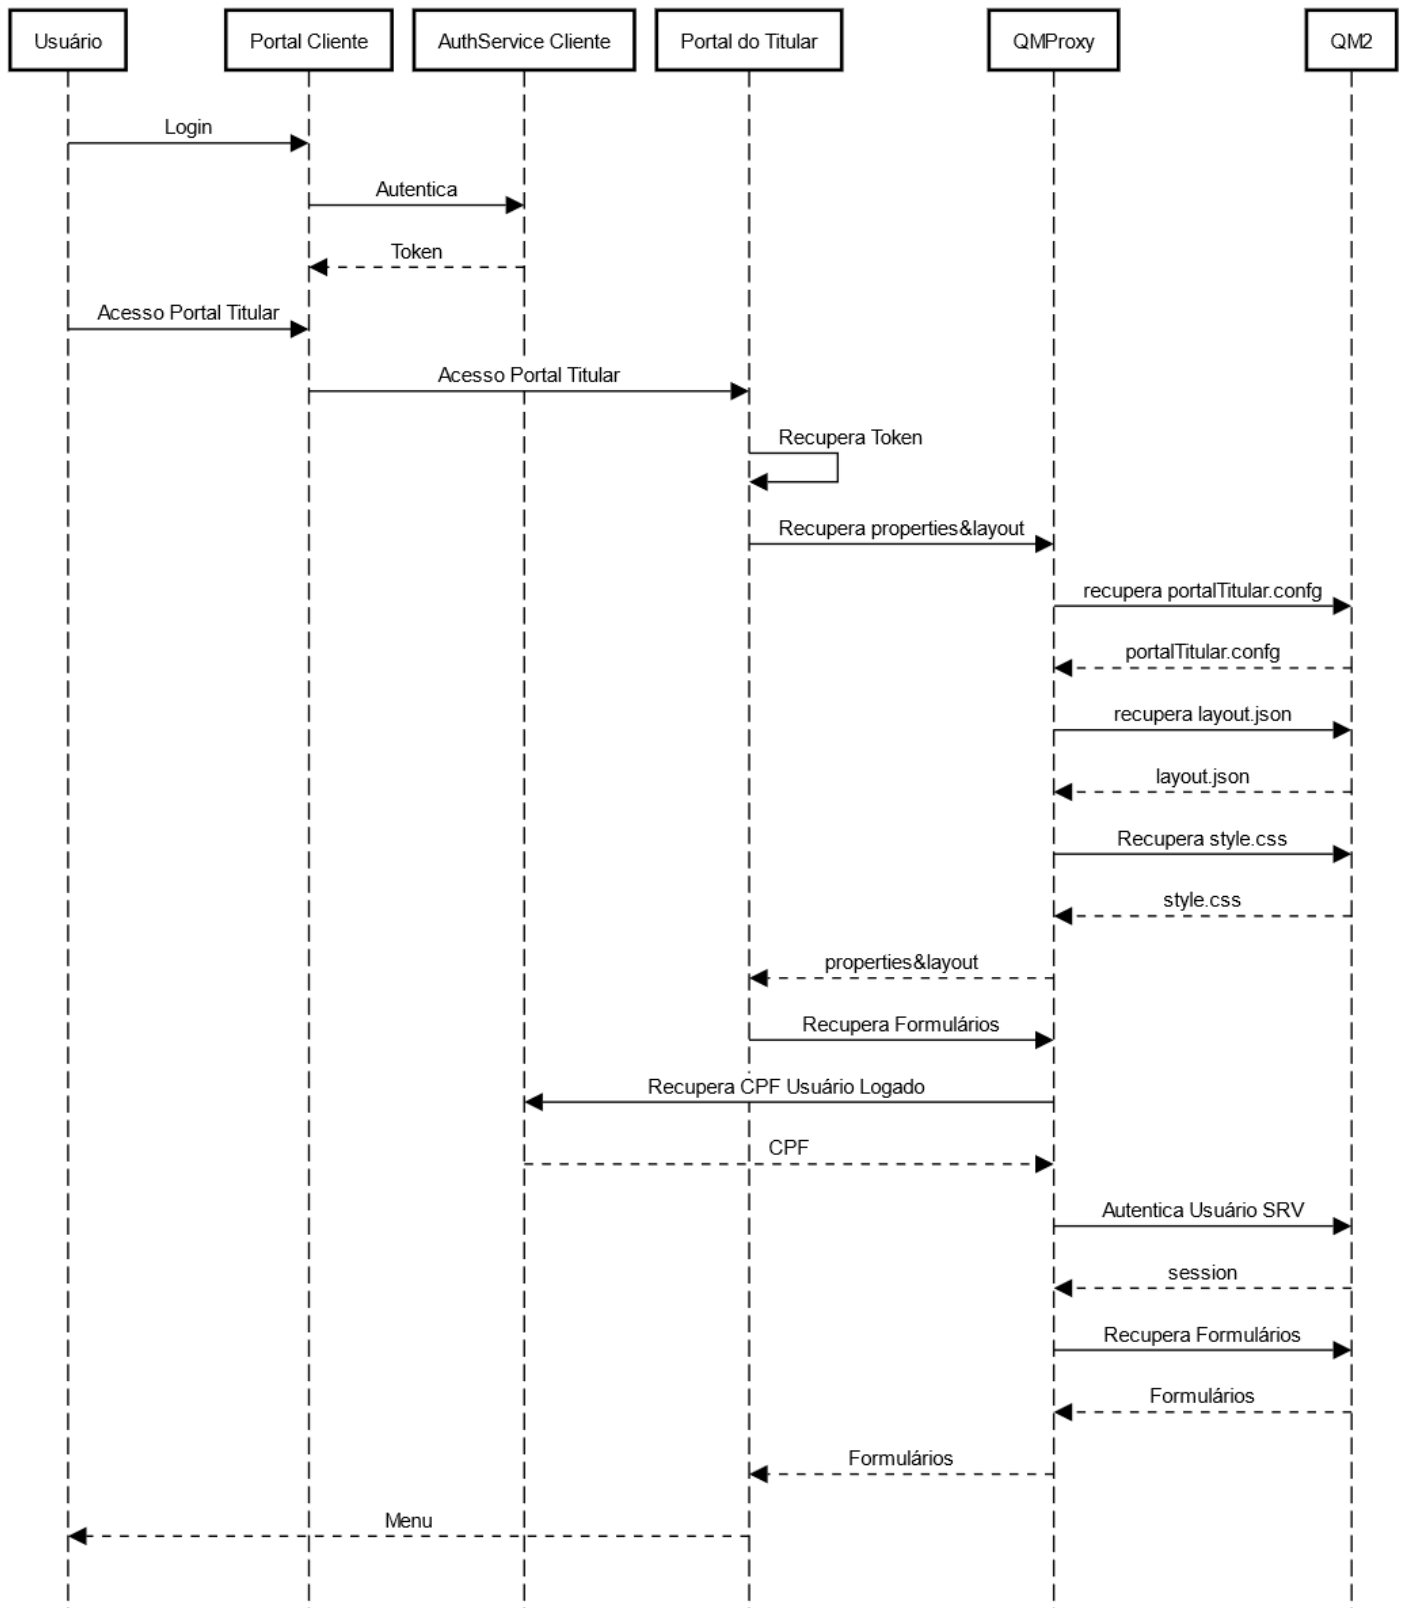 Usuário
Portal Cliente
AuthService Cliente
Portal do Titular
QMProxy
QM2
Login
Autentica
Token
Acesso Portal Titular
Acesso Portal Titular
Recupera Token
Recupera properties&layout
recupera portalTitular.confg
portalTitular.confg
recupera layout.json
layout.json
Recupera style.css
style.css
properties&layout
Recupera Formulários
Recupera CPF Usuário Logado
CPF
Autentica Usuário SRV
session
Recupera Formulários
Formulários
Formulários
Menu